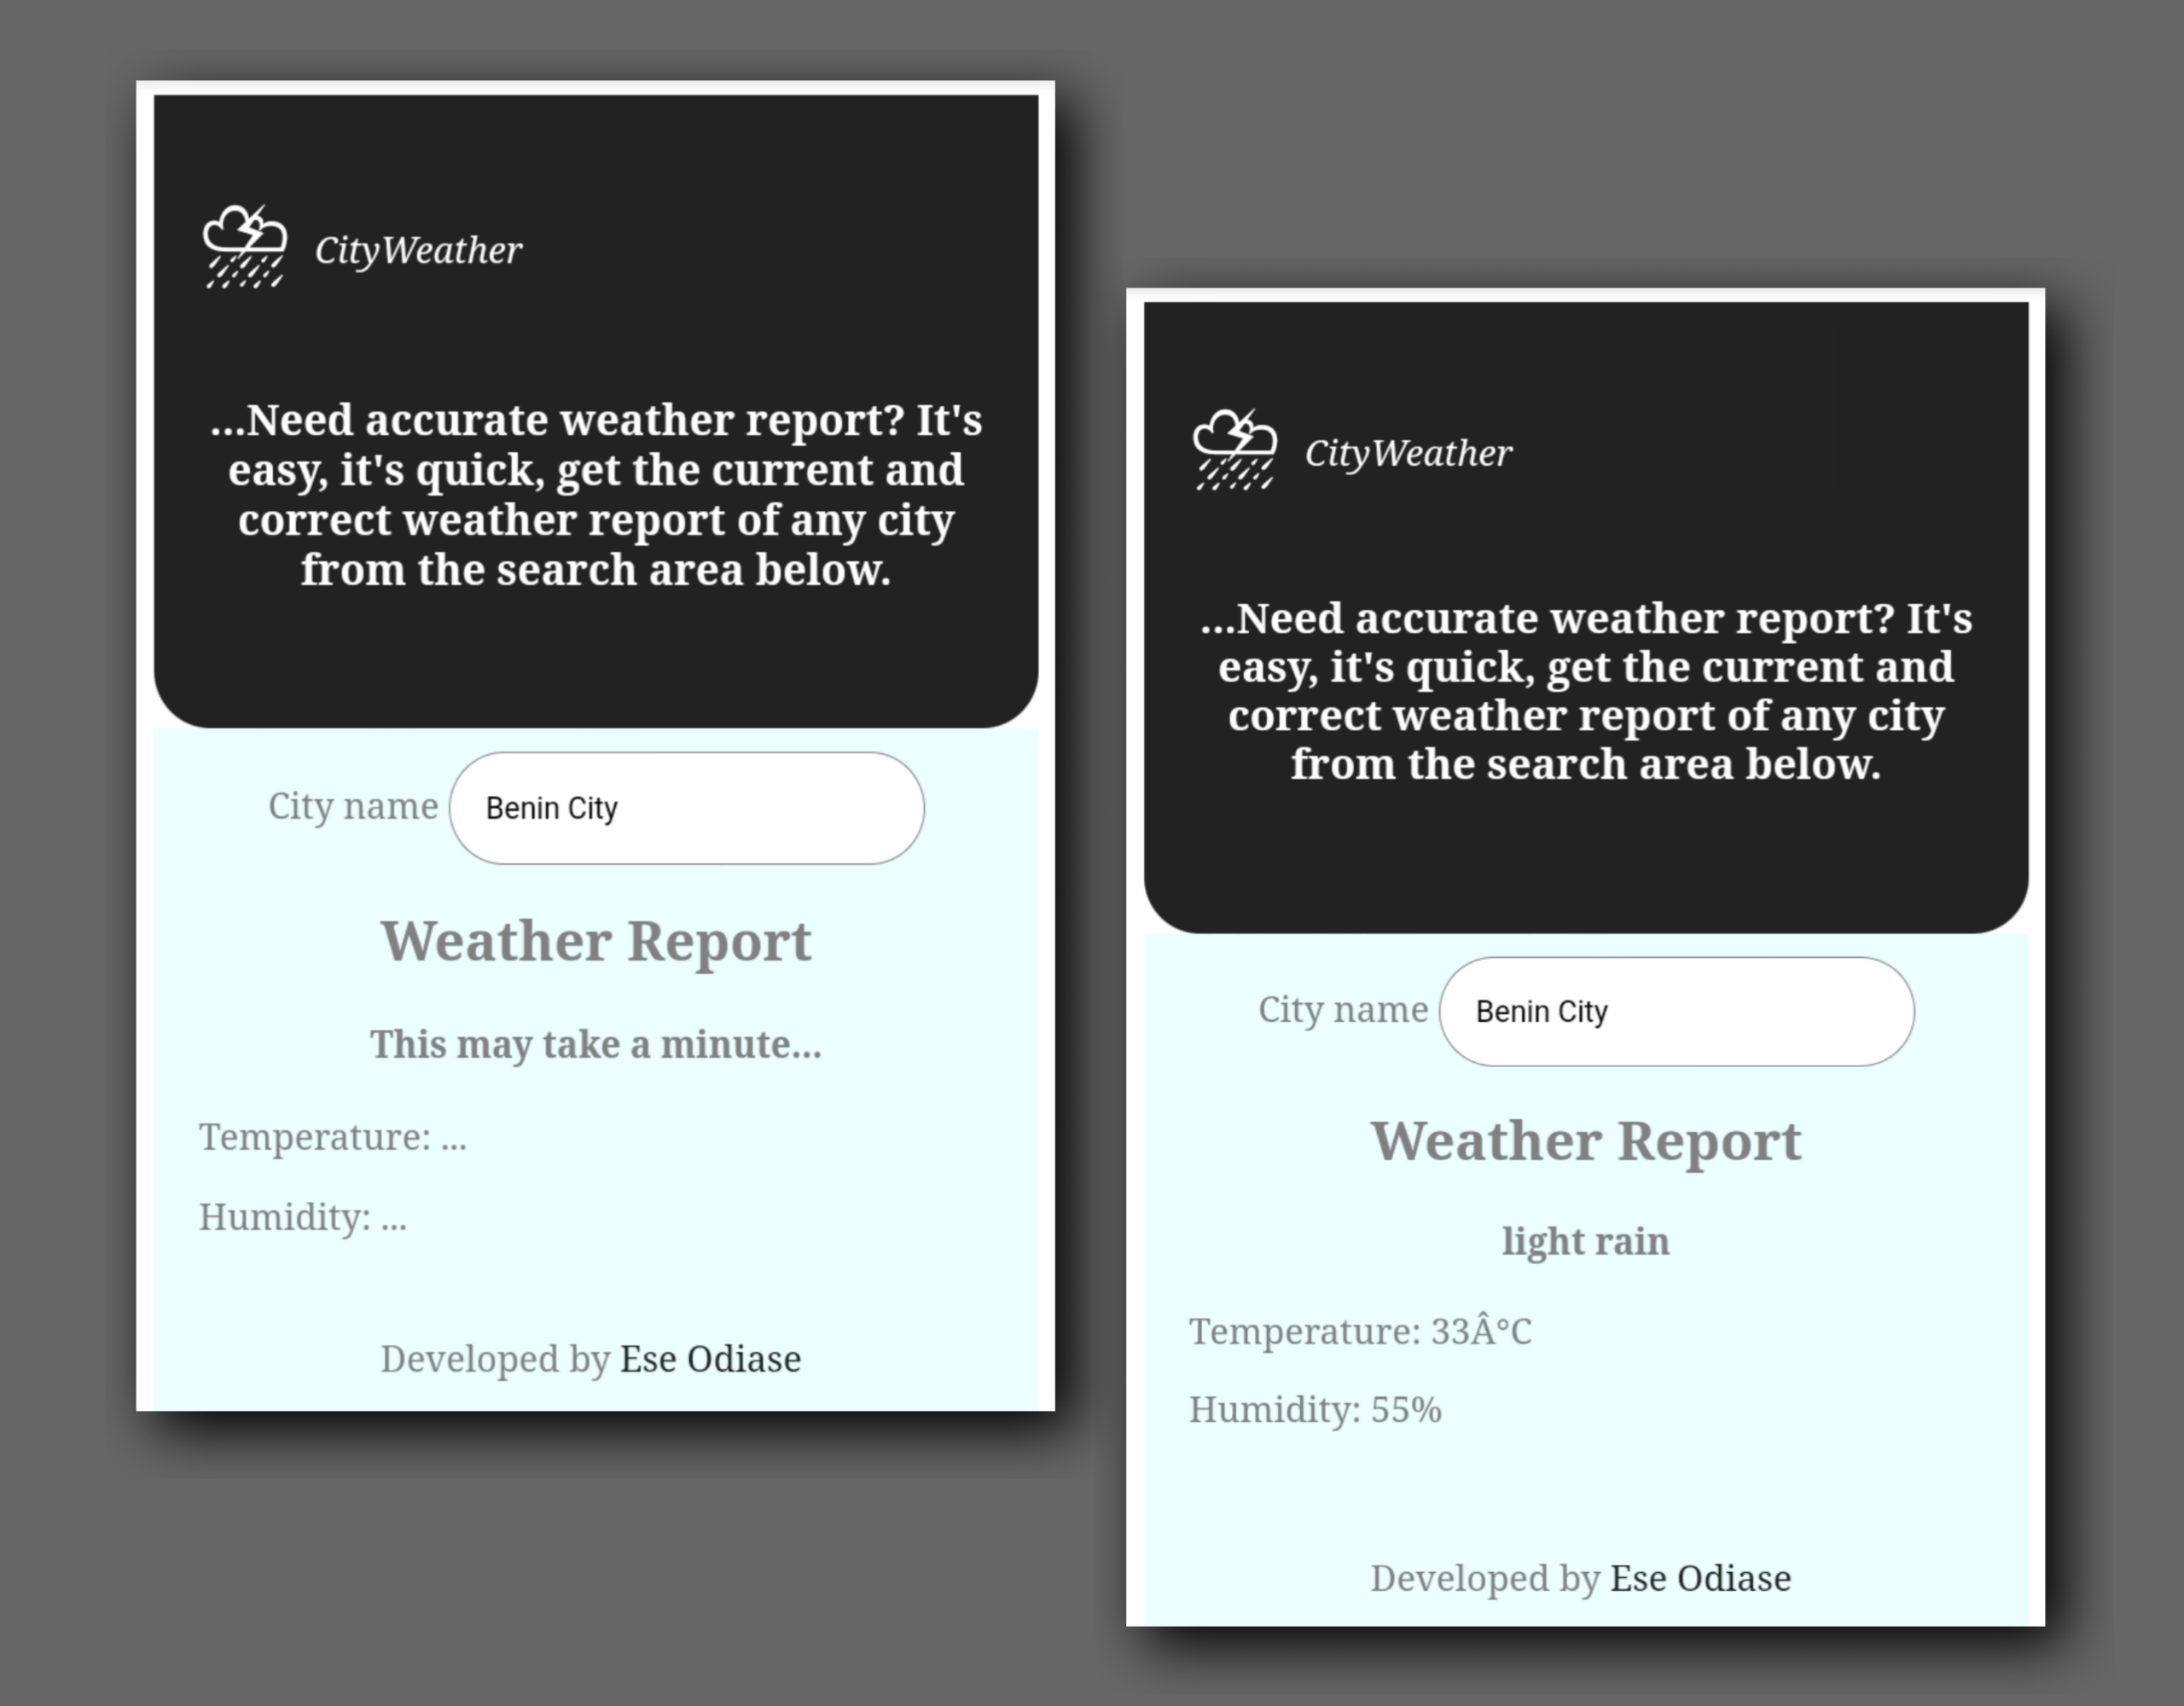 CityWeather
...Need accurate weather report? It's
easy, it's quick, get the current and
correct weather report of any city
from the search area below.
City name Benin City
Weather Report
This may take a minute...
Temperature: ...
Humidity: ...
Developed by Ese Odiase
CityWeather
...Need accurate weather report? It's
easy, it's quick, get the current and
correct weather report of any city
from the search area below.
City name Benin City
Weather Report
light rain
Temperature: 33Â°C
Humidity: 55%
Developed by Ese Odiase